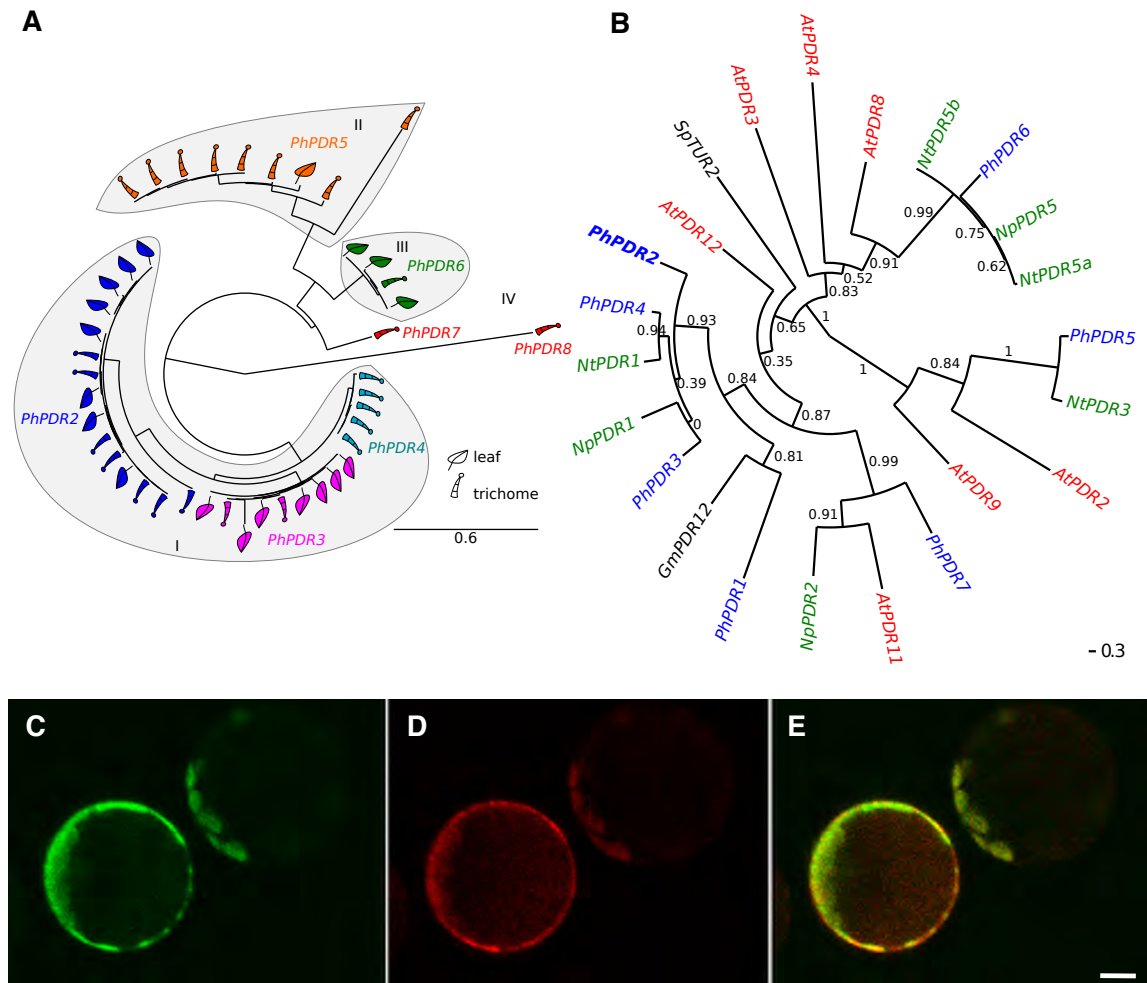 A
II
PhPDR5
III
PhPDR6
IV
PhPDR7
PhPDR8
PhPDR2
PhPDR4
leaf
trichome
PhPDR3
0.6
I
B
AtPDR4
AtPDR3
AtPDR8
NtPDR5b
SpTUR2
PhPDR6
AtPDR12
0.99
0.75
NpPDR5
PhPDR2
0.91
0.62
NtPDR5a
0.52
0.83
PhPDR4
0.94
0.93
0.65
1
PhPDR5
NtPDR1
0.35
1
0.84
1
0.39
0.84
NtPDR3
NpPDR1
0
0.87
PhPDR3
0.81
0.99
AtPDR9
AtPDR2
GmPDR12
0.91
PhPDR1
NpPDR2
AtPDR11
PhPDR7
0.3
C
D
E